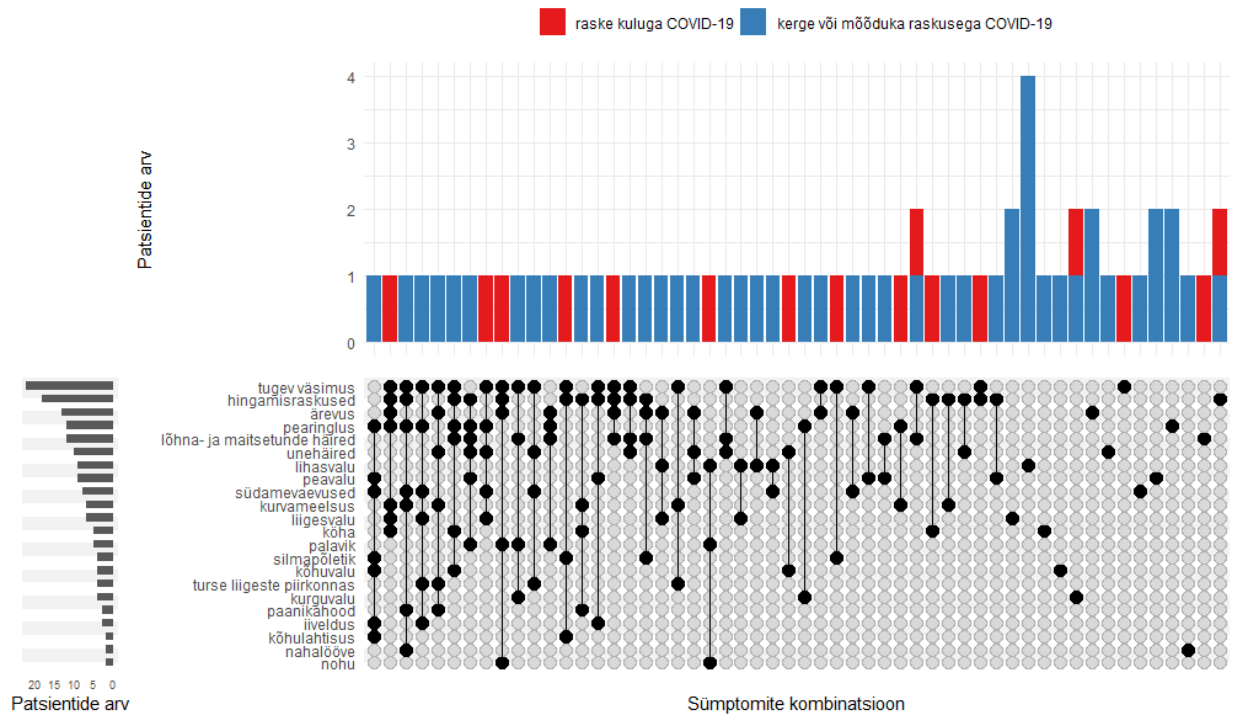 raske kuluga COVID-19 kerge või mõõduka raskusega COVID-19
Patsientide arv
4
3
2
1
0
tugev väsimus
hingamisraskused
ärevus
pearinglus
lõhna- ja maitsetunde häired
unehäired
lihasvalu
peavalu
südamevaevused
kurvameelsus
liigesvalu
köha
palavik
silmapõletik
kõhuvalu
turse liigeste piirkonnas
kurguvalu
paanikahood
iiveldus
kõhulahtisus
nahalööve
nohu
20 15 10 5 0
Patsientide arv
Sümptomite kombinatsioon